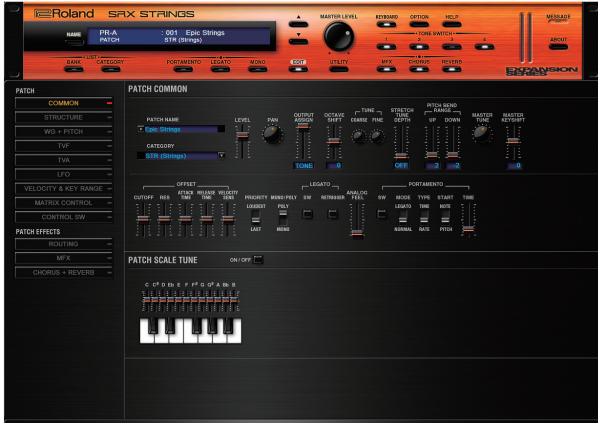 Roland SRX STRINGS
MASTER LEVEL
KEYBOARD OPTION HELP
MESSAGE
NAME
PR-A : 001 Epic Strings
PATCH STR (Strings)
TONE SWITCH
1 2 3 4
ABOUT
LIST
BANK CATEGORY PORTAMENTO LEGATO MONO EDIT UTILITY MFX CHORUS REVERB
EXPANSION
SERIES
PATCH
COMMON
STRUCTURE
WG + PITCH
TVF
TVA
LFO
VELOCITY & KEY RANGE
MATRIX CONTROL
CONTROL SW
PATCH EFFECTS
ROUTING
MFX
CHORUS + REVERB
PATCH COMMON
PATCH NAME
Epic Strings
CATEGORY
STR (Strings)
LEVEL
PAN
OUTPUT
ASSIGN
TONE
OCTAVE
SHIFT
0
TUNE
COARSE FINE
STRETCH
TUNE
DEPTH
OFF
PITCH BEND
RANGE
UP DOWN
2 -2
MASTER
TUNE
MASTER
KEYSHIFT
0
OFFSET
CUTOFF RES ATTACK TIME RELEASE TIME VELOCITY SENS
PRIORITY MONO/POLY
LOUDEST POLY
LAST MONO
LEGATO
SW RETRIGGER
ANALOG
FEEL
PORTAMENTO
SW MODE TYPE START TIME
LEGATO TIME NOTE
NORMAL RATE PITCH
PATCH SCALE TUNE
ON / OFF
C C# D Eb E F F# G G# A Bb B